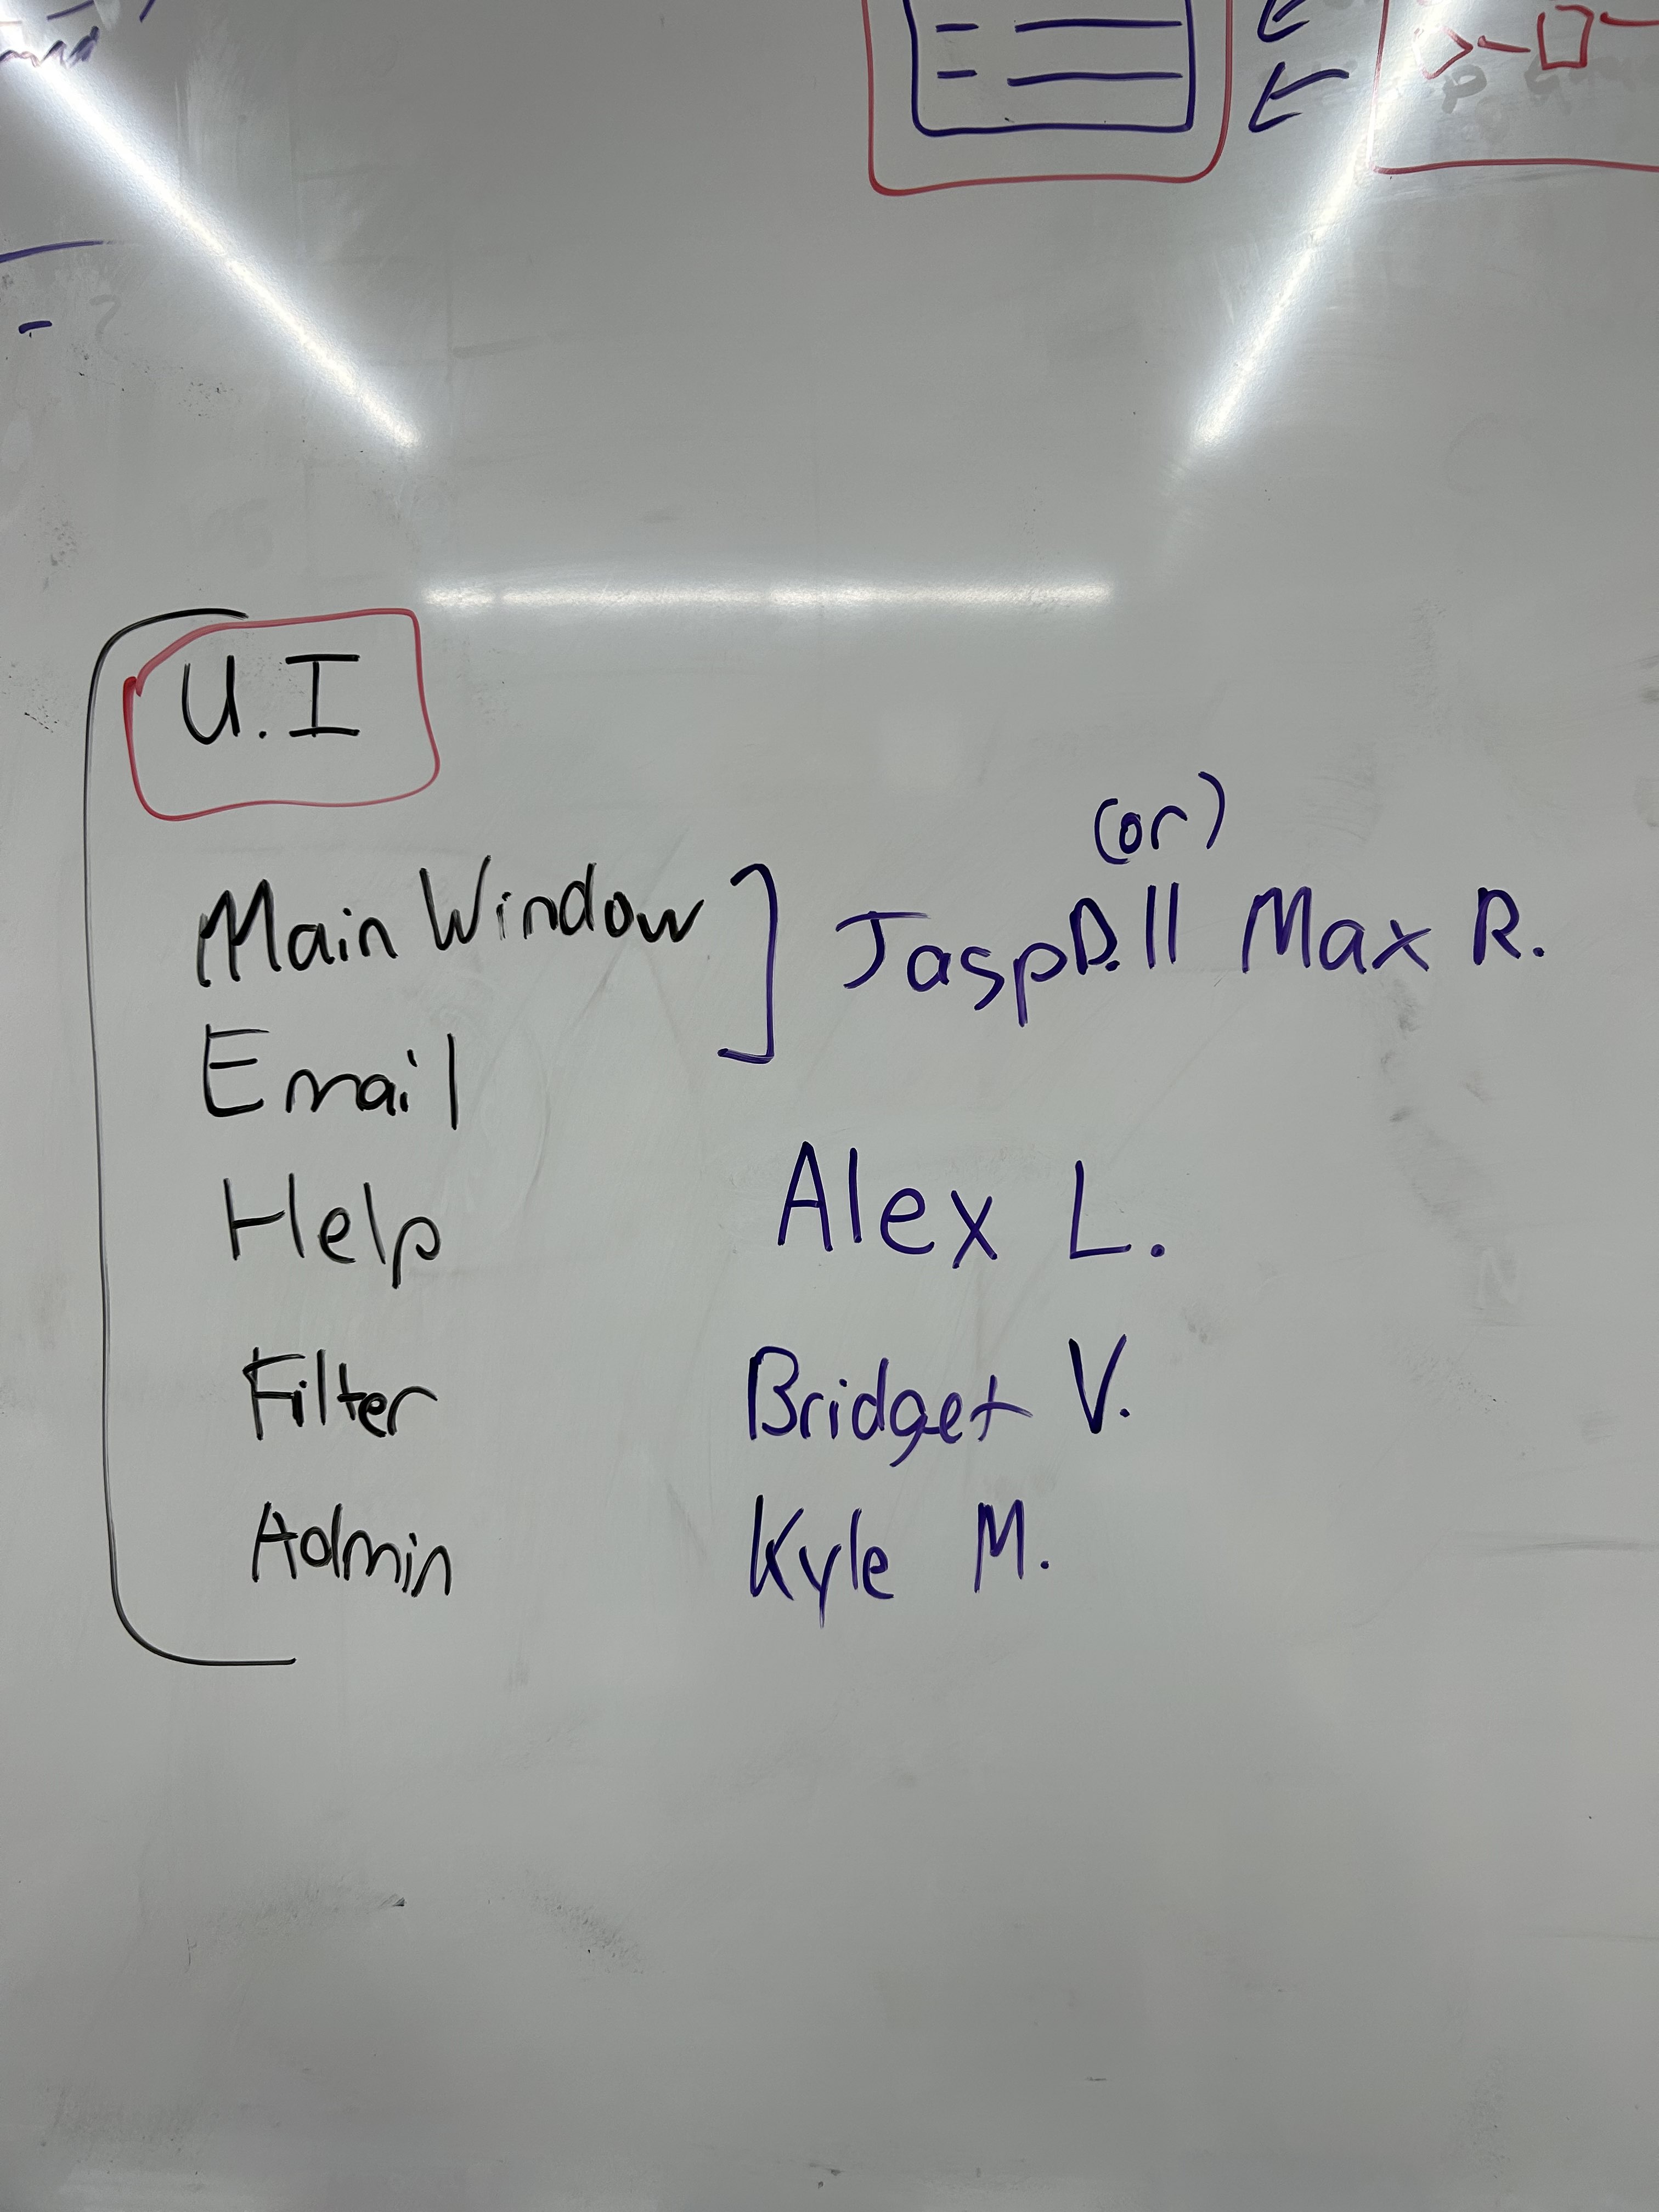 U.I
(or)
Main Window ] Jasp D. || Max R.
Email
Help Alex L.
Filter Bridget V.
Admin Kyle M.